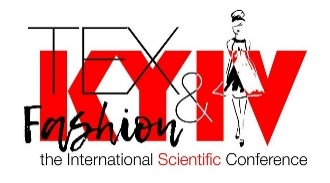 TEX
KYIV
&
Fashion
the International Scientific Conference